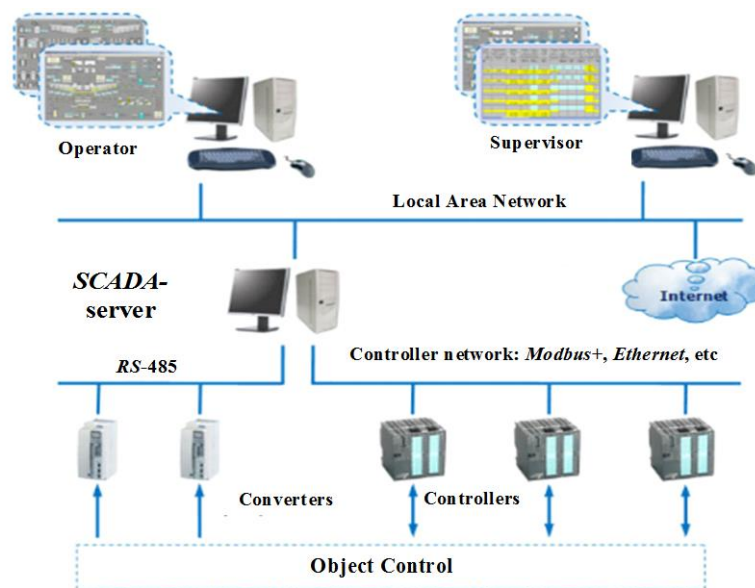 Operator
Supervisor
Local Area Network
SCADA-
server
Internet
RS-485
Controller network: Modbus+, Ethernet, etc
Converters
Controllers
Object Control